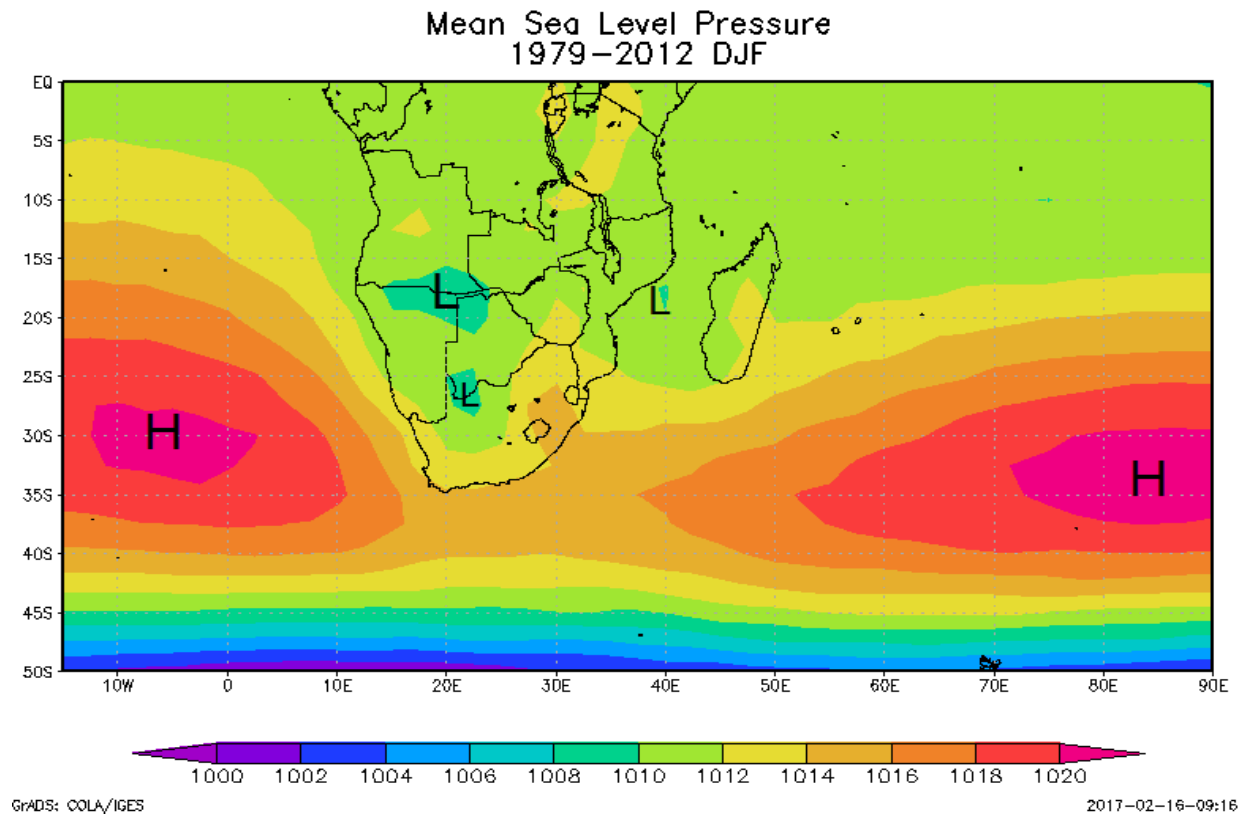 Mean Sea Level Pressure
1979-2012 DJF
EQ
5S
10S
15S
20S
25S
30S
35S
40S
45S
50S
L
L
L
H
H
10W 0 10E 20E 30E 40E 50E 60E 70E 80E 90E
1000 1002 1004 1006 1008 1010 1012 1014 1016 1018 1020
GrADS: COLA/IGES 2017-02-16-09:16